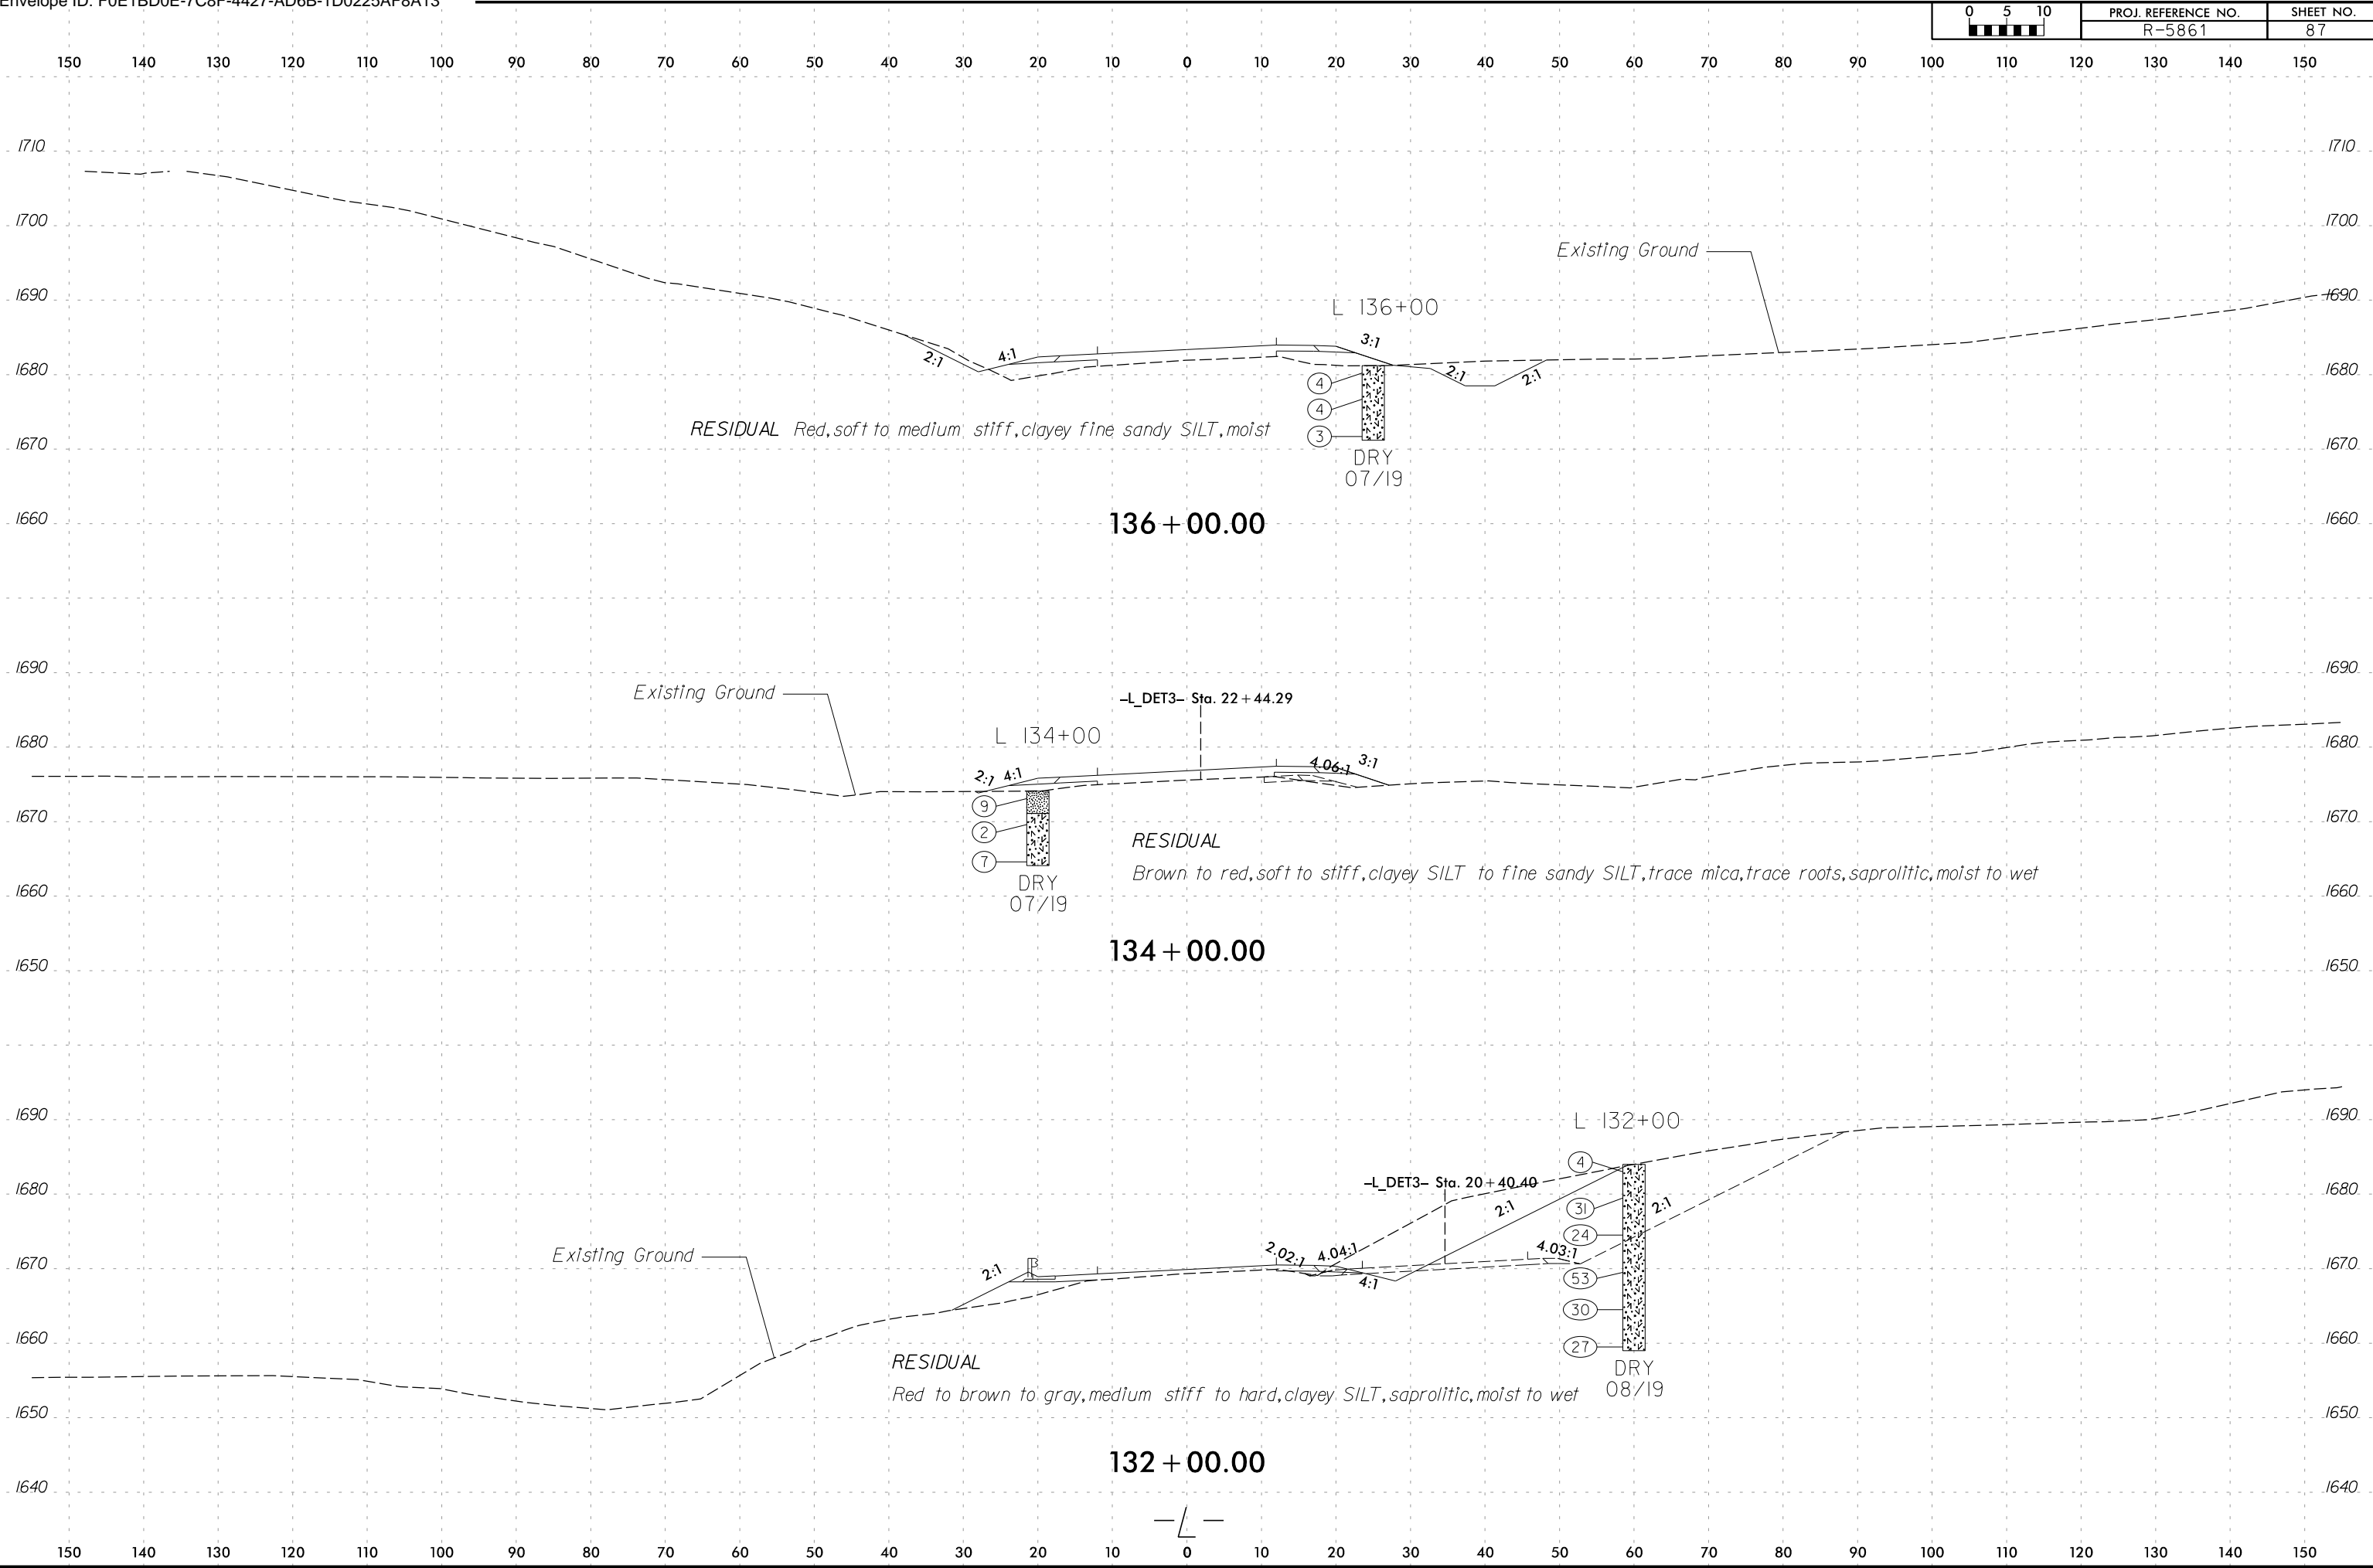 Envelope ID: F0E1BD0E-7C8F-4427-AD6B-1D0225AF8A13
0 5 10
PROJ. REFERENCE NO.
SHEET NO.
R-5861
87
150 140 130 120 110 100 90 80 70 60 50 40 30 20 10 0 10 20 30 40 50 60 70 80 90 100 110 120 130 140 150
1710 1710
1700 1700
Existing Ground
1690 1690
L 136+00
2:1 4:1 3:1
1680 1680
4
2:1 2:1
4
RESIDUAL Red, soft to medium stiff, clayey fine sandy SILT, moist
3
1670 1670
DRY
07/19
1660 1660
136+00.00
1690 1690
Existing Ground
-L_DET3- Sta. 22+44.29
L 134+00
1680 1680
2:1 4:1 4.06:1 3:1
9
1670 1670
2
RESIDUAL
7
Brown to red, soft to stiff, clayey SILT to fine sandy SILT, trace mica, trace roots, saprolitic, moist to wet
DRY
07/19
1660 1660
134+00.00
1650 1650
1690 1690
L 132+00
4
-L_DET3- Sta. 20+40.40
1680 1680
2:1 2:1
31
24
Existing Ground
2.02:1 4.04:1 4.03:1
1670 1670
2:1 4:1
53
30
1660 1660
27
RESIDUAL
DRY
08/19
Red to brown to gray, medium stiff to hard, clayey SILT, saprolitic, moist to wet
1650 1650
132+00.00
1640 1640
-L-
150 140 130 120 110 100 90 80 70 60 50 40 30 20 10 0 10 20 30 40 50 60 70 80 90 100 110 120 130 140 150